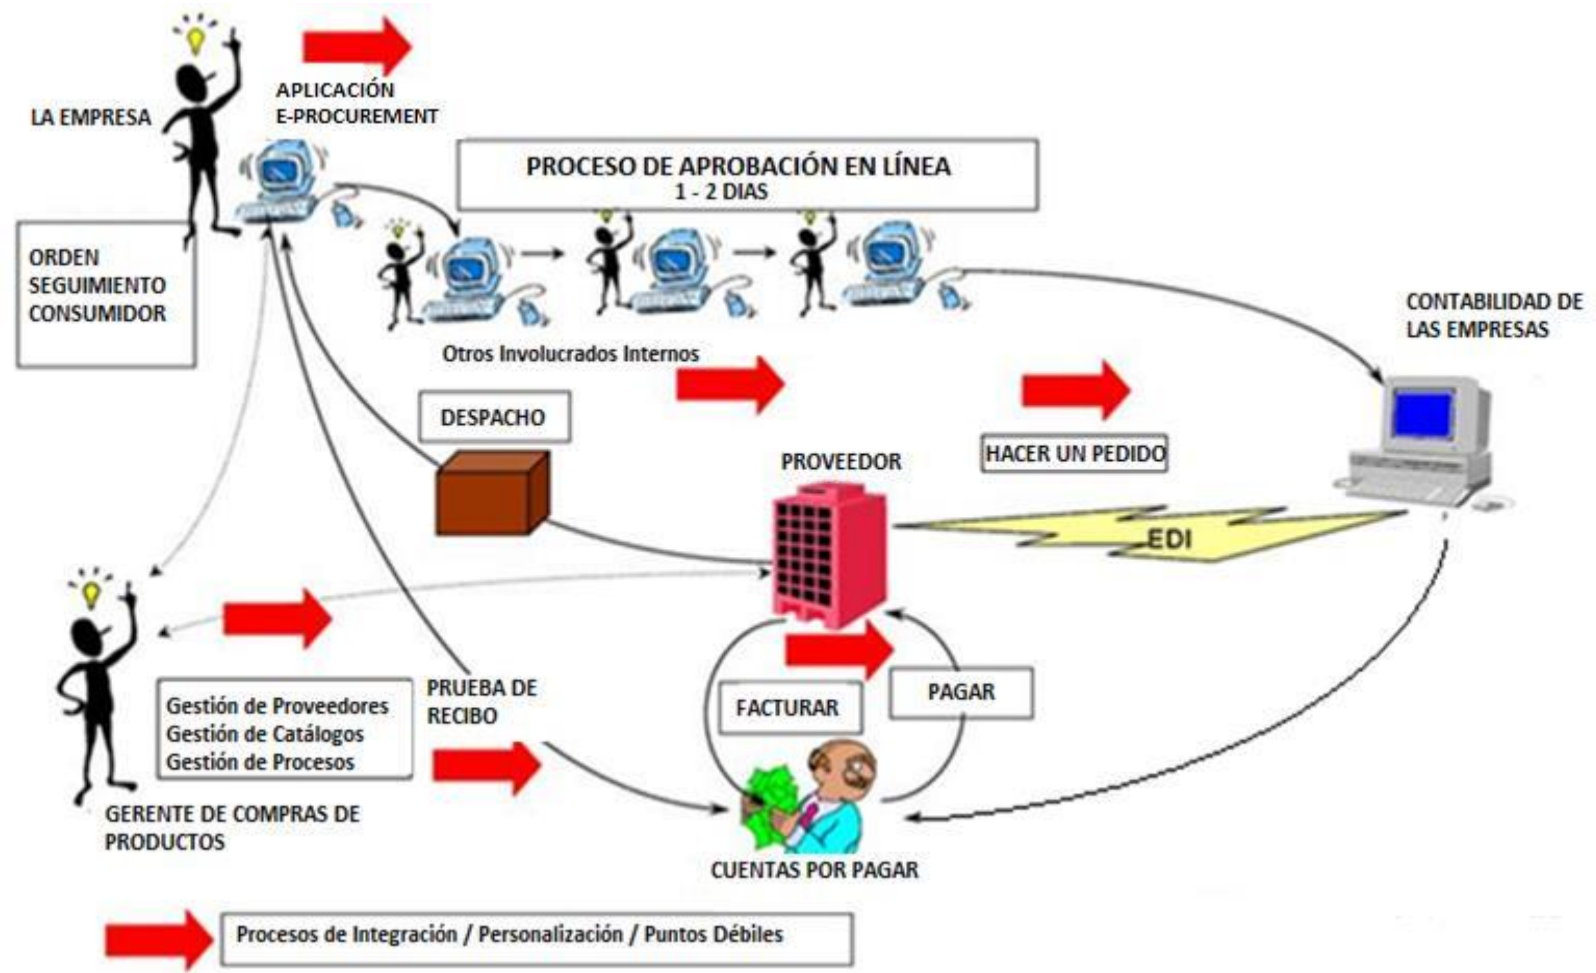 APLICACIÓN
E-PROCUREMENT
LA EMPRESA
PROCESO DE APROBACIÓN EN LÍNEA
1 - 2 DIAS
ORDEN
SEGUIMIENTO
CONSUMIDOR
Otros Involucrados Internos
CONTABILIDAD DE
LAS EMPRESAS
DESPACHO
PROVEEDOR
HACER UN PEDIDO
EDI
Gestión de Proveedores
Gestión de Catálogos
Gestión de Procesos
PRUEBA DE
RECIBO
FACTURAR
PAGAR
GERENTE DE COMPRAS DE
PRODUCTOS
CUENTAS POR PAGAR
Procesos de Integración / Personalización / Puntos Débiles